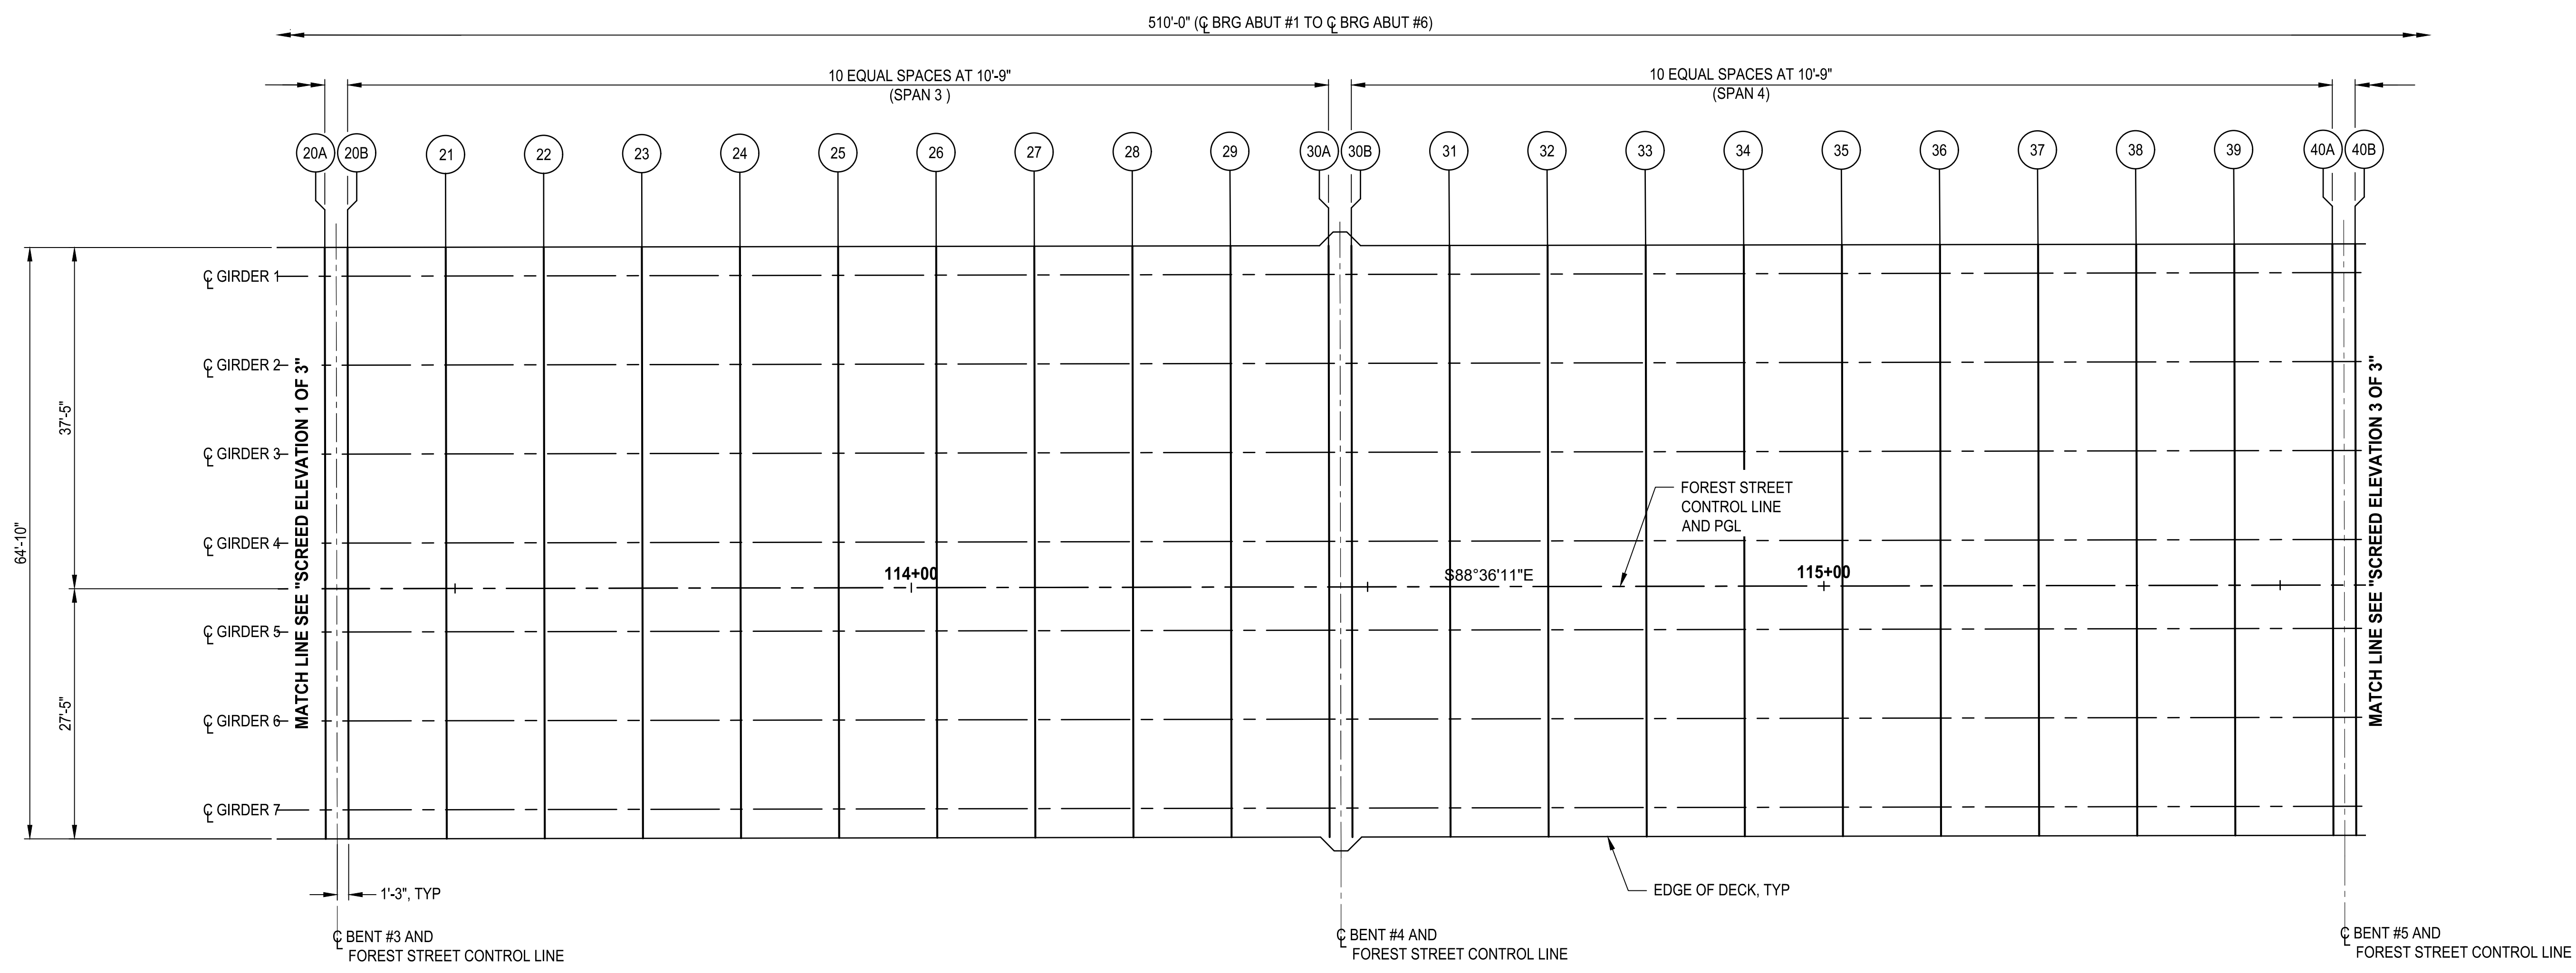 510'-0" (℄ BRG ABUT #1 TO ℄ BRG ABUT #6)
10 EQUAL SPACES AT 10'-9"
(SPAN 3 )
10 EQUAL SPACES AT 10'-9"
(SPAN 4)
20A 20B 21 22 23 24 25 26 27 28 29 30A 30B 31 32 33 34 35 36 37 38 39 40A 40B
℄ GIRDER 1
℄ GIRDER 2
℄ GIRDER 3
℄ GIRDER 4
℄ GIRDER 5
℄ GIRDER 6
℄ GIRDER 7
64'-10"
37'-5"
27'-5"
MATCH LINE SEE "SCREED ELEVATION 1 OF 3"
114+00
S88°36'11"E
FOREST STREET
CONTROL LINE
AND PGL
115+00
MATCH LINE SEE "SCREED ELEVATION 3 OF 3"
1'-3", TYP
EDGE OF DECK, TYP
℄ BENT #3 AND
FOREST STREET CONTROL LINE
℄ BENT #4 AND
FOREST STREET CONTROL LINE
℄ BENT #5 AND
FOREST STREET CONTROL LINE